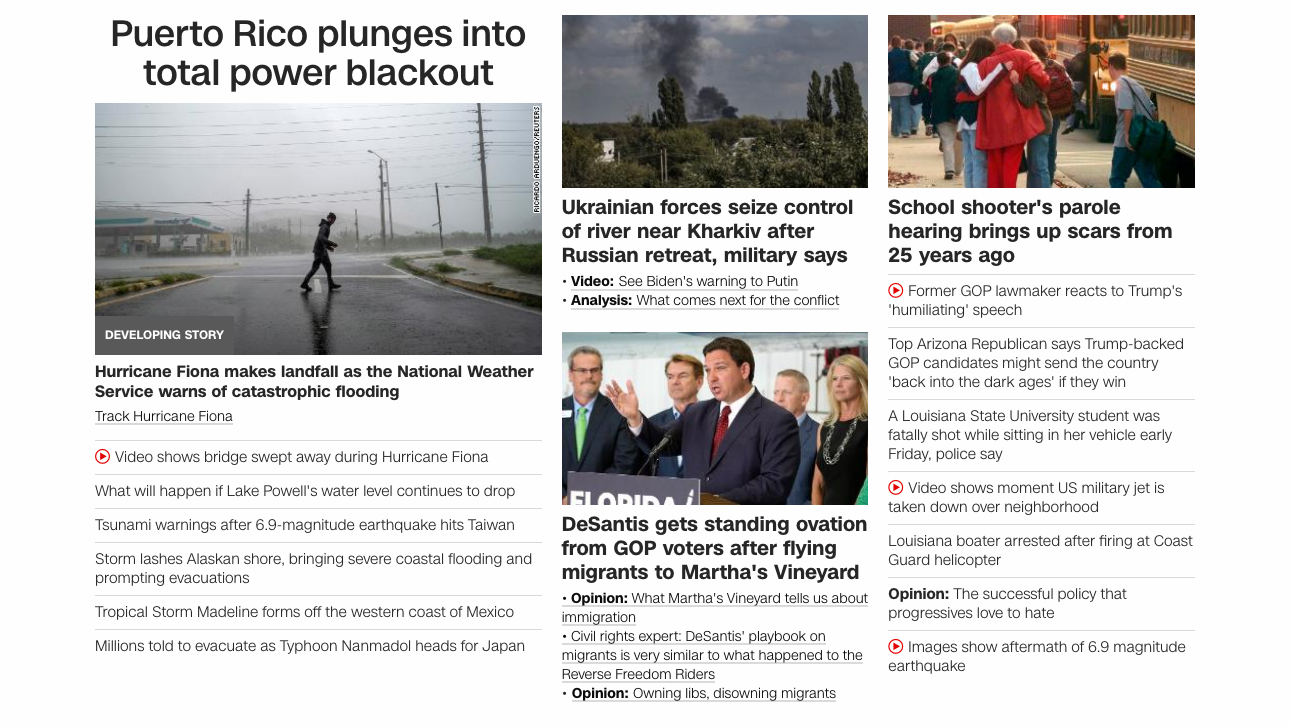 Puerto Rico plunges into
total power blackout
RICARDO ARDUENGO/REUTERS
DEVELOPING STORY
Hurricane Fiona makes landfall as the National Weather
Service warns of catastrophic flooding
Track Hurricane Fiona
Video shows bridge swept away during Hurricane Fiona
What will happen if Lake Powell's water level continues to drop
Tsunami warnings after 6.9-magnitude earthquake hits Taiwan
Storm lashes Alaskan shore, bringing severe coastal flooding and
prompting evacuations
Tropical Storm Madeline forms off the western coast of Mexico
Millions told to evacuate as Typhoon Nanmadol heads for Japan
Ukrainian forces seize control
of river near Kharkiv after
Russian retreat, military says
• Video: See Biden's warning to Putin
• Analysis: What comes next for the conflict
FLORIDA
DeSantis gets standing ovation
from GOP voters after flying
migrants to Martha's Vineyard
• Opinion: What Martha's Vineyard tells us about
immigration
• Civil rights expert: DeSantis' playbook on
migrants is very similar to what happened to the
Reverse Freedom Riders
• Opinion: Owning libs, disowning migrants
School shooter's parole
hearing brings up scars from
25 years ago
Former GOP lawmaker reacts to Trump's
'humiliating' speech
Top Arizona Republican says Trump-backed
GOP candidates might send the country
'back into the dark ages' if they win
A Louisiana State University student was
fatally shot while sitting in her vehicle early
Friday, police say
Video shows moment US military jet is
taken down over neighborhood
Louisiana boater arrested after firing at Coast
Guard helicopter
Opinion: The successful policy that
progressives love to hate
Images show aftermath of 6.9 magnitude
earthquake